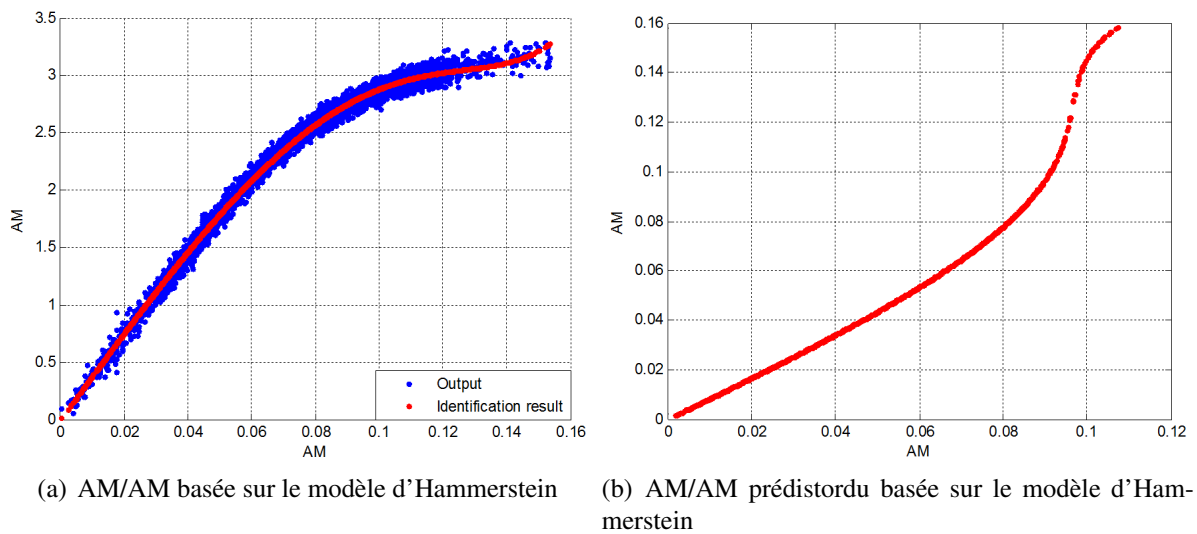 3.5
3
2.5
2
1.5
1
0.5
0
AM
0 0.02 0.04 0.06 0.08 0.1 0.12 0.14 0.16
AM
Output
Identification result
(a) AM/AM basée sur le modèle d'Hammerstein
0.16
0.14
0.12
0.1
0.08
0.06
0.04
0.02
0
AM
0 0.02 0.04 0.06 0.08 0.1 0.12
AM
(b) AM/AM prédistordu basée sur le modèle d'Ham-
merstein